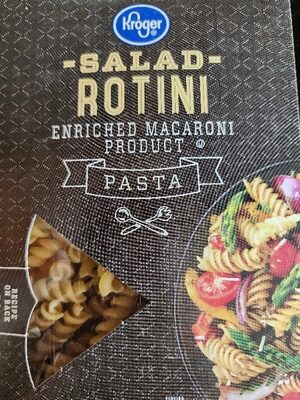 Kroger
-SALAD-
ROTINI
ENRICHED MACARONI
PRODUCT
PASTA
RECIPE
ON BACK